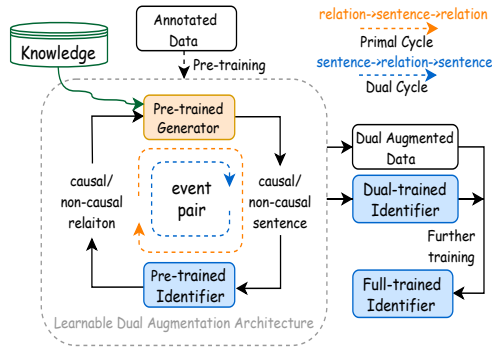 Knowledge
Annotated
Data
Pre-training
relation->sentence->relation
Primal Cycle
sentence->relation->sentence
Dual Cycle
Pre-trained
Generator
causal/
non-causal
relaiton
event
pair
causal/
non-causal
sentence
Pre-trained
Identifier
Learnable Dual Augmentation Architecture
Dual Augmented
Data
Dual-trained
Identifier
Further
training
Full-trained
Identifier